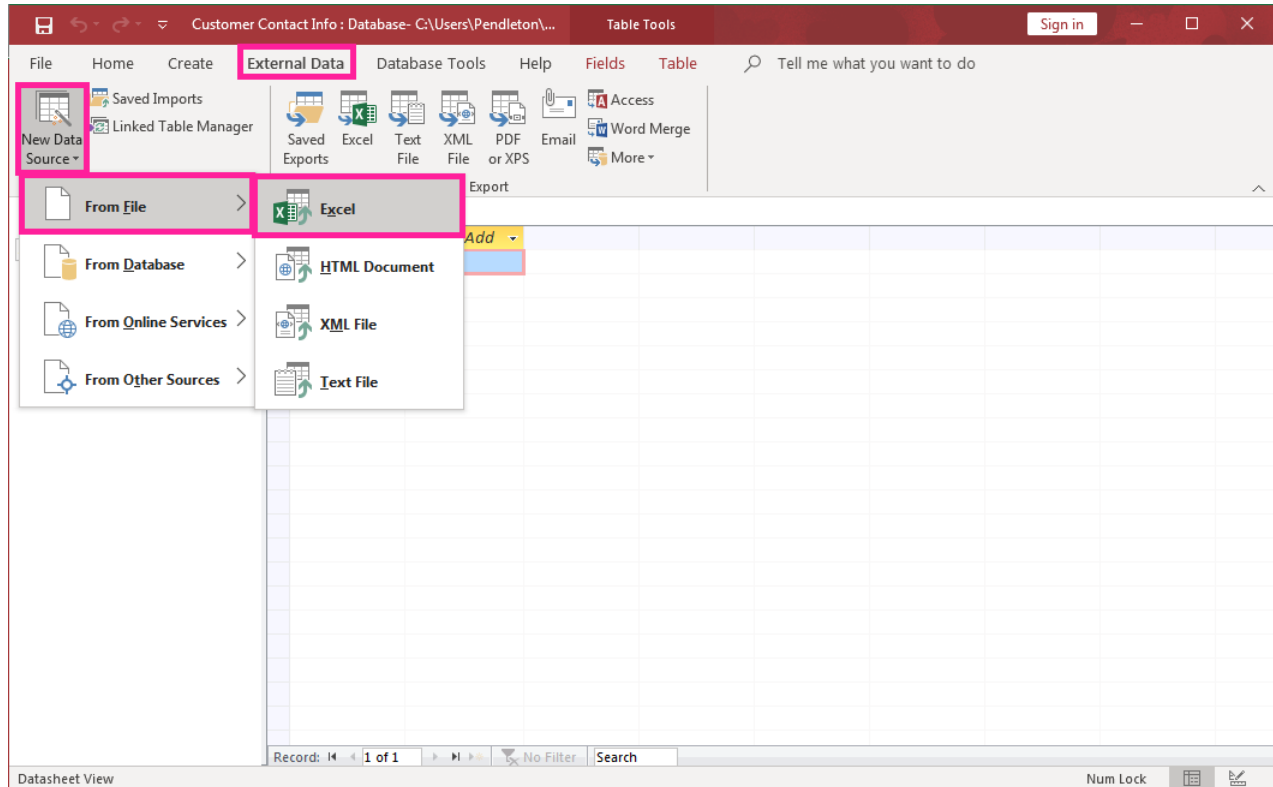 Customer Contact Info : Database- C:\Users\Pendleton\... Table Tools Sign in
File Home Create External Data Database Tools Help Fields Table Tell me what you want to do
New Data Source
Saved Imports
Linked Table Manager
Saved Exports
Excel
Text File
XML File
PDF or XPS
Email
Access
Word Merge
More
Export
From File
From Database
From Online Services
From Other Sources
Excel
HTML Document
XML File
Text File
Add
Record: 1 of 1 No Filter Search
Datasheet View Num Lock